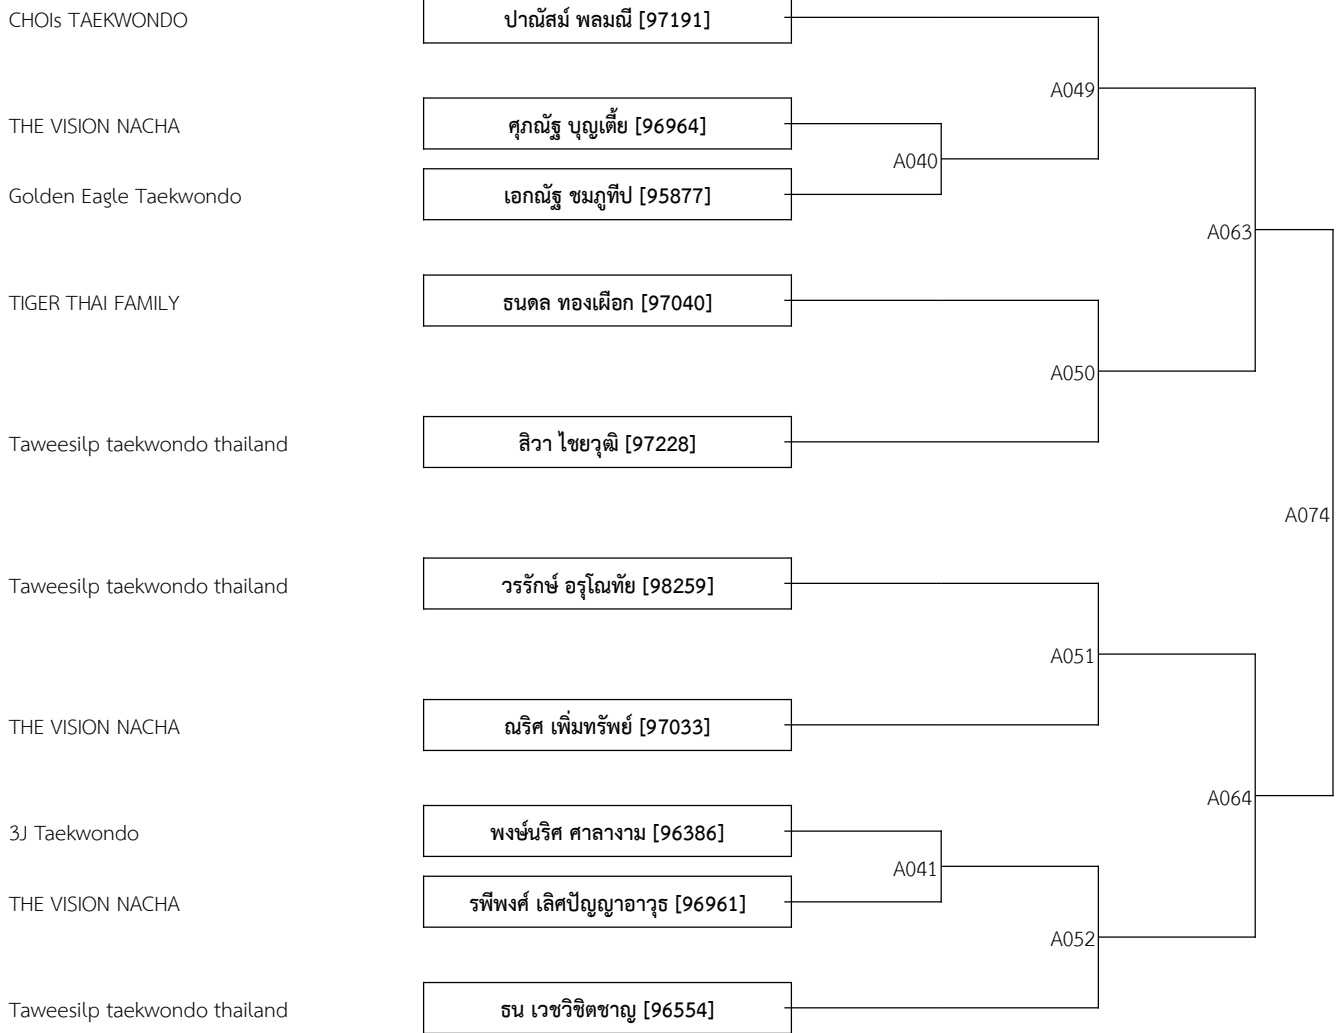 CHOIs TAEKWONDO ปาณัสม์ พลมณี [97191]
A049
THE VISION NACHA ศุภณัฐ บุญเตี้ย [96964]
A040
Golden Eagle Taekwondo เอกณัฐ ชมภูทีป [95877]
A063
TIGER THAI FAMILY ธนดล ทองเผือก [97040]
A050
Taweesilp taekwondo thailand สิวา ไชยวุฒิ [97228]
A074
Taweesilp taekwondo thailand วรรักษ์ อรุโณทัย [98259]
A051
THE VISION NACHA ณริศ เพิ่มทรัพย์ [97033]
A064
3J Taekwondo พงษ์นริศ ศาลางาม [96386]
A041
THE VISION NACHA รพีพงศ์ เลิศปัญญาอาวุธ [96961]
A052
Taweesilp taekwondo thailand ธน เวชวิชิตชาญ [96554]